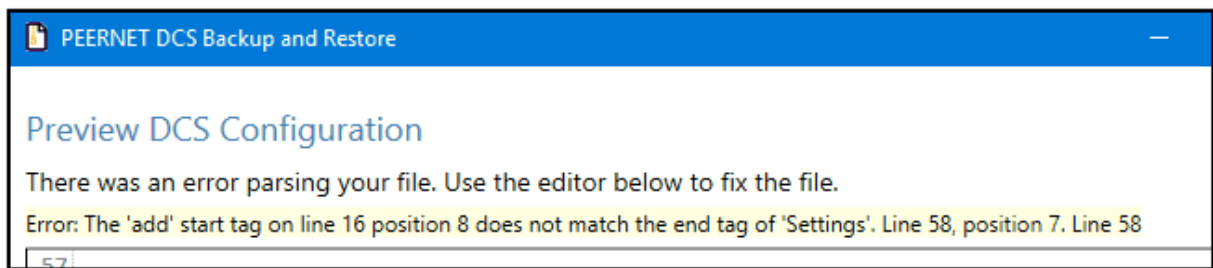 PEERNET DCS Backup and Restore
Preview DCS Configuration
There was an error parsing your file. Use the editor below to fix the file.
Error: The 'add' start tag on line 16 position 8 does not match the end tag of 'Settings'. Line 58, position 7. Line 58
57